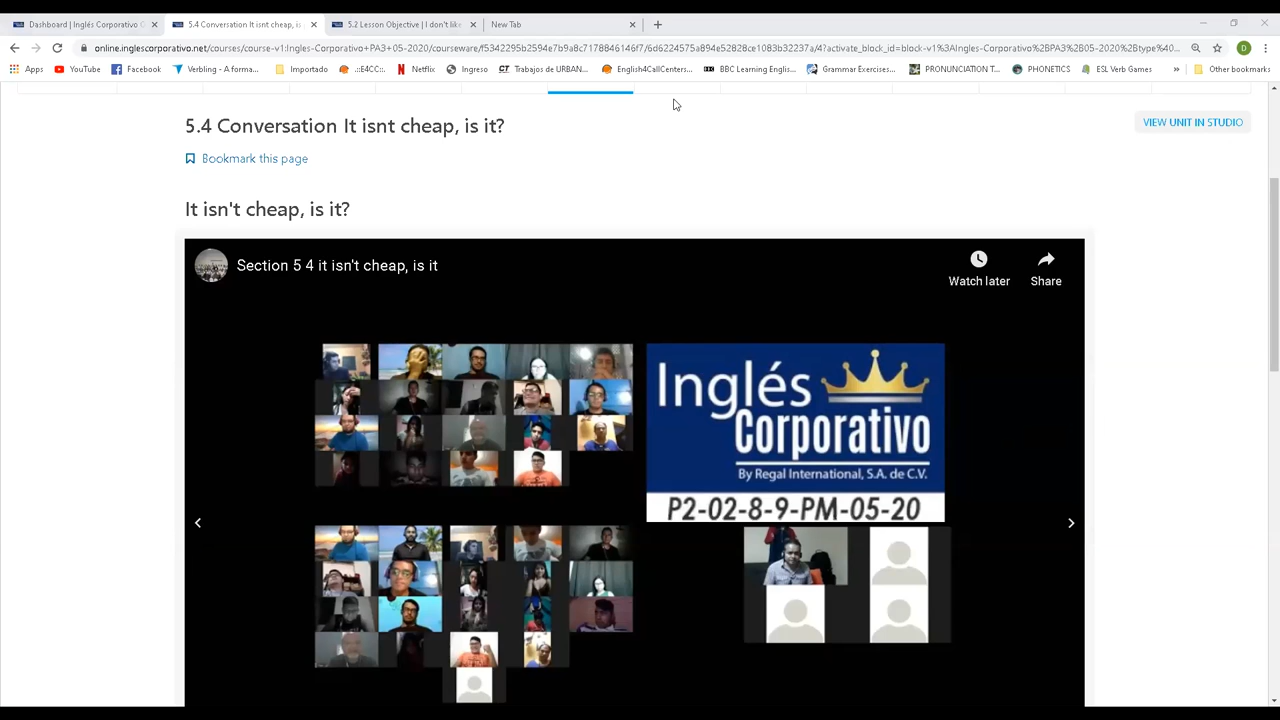 Dashboard | Inglés Corporativo C
5.4 Conversation It isnt cheap, is
5.2 Lesson Objective | I don't like
New Tab
online.inglescorporativo.net/courses/course-v1:Ingles-Corporativo+PA3+05-2020/courseware/f5342295b2594e7b9a8c7178846146f7/6d6224575a894e52828ce1083b32237a/4?activate_block_id=block-v1%3AIngles-Corporativo%2BPA3%2B05-2020%2Btype%40...
D
Apps
YouTube
Facebook
Verbling - A forma...
Importado
.::E4CC::.
Netflix
Ingreso
Trabajos de URBAN...
English4CallCenters...
BBC Learning Englis...
Grammar Exercises...
PRONUNCIATION T...
PHONETICS
ESL Verb Games
»
Other bookmarks
5.4 Conversation It isnt cheap, is it?
VIEW UNIT IN STUDIO
Bookmark this page
It isn't cheap, is it?
Section 5 4 it isn't cheap, is it
Watch later
Share
Inglés
Corporativo
By Regal International, S.A. de C.V.
P2-02-8-9-PM-05-20